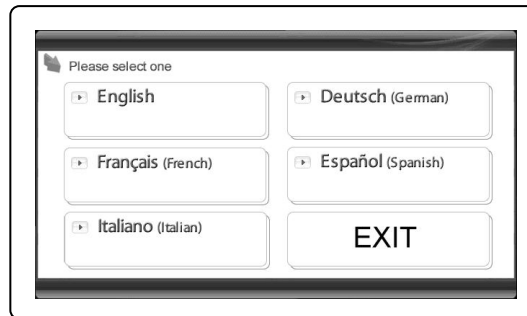 Please select one
English
Deutsch (German)
Français (French)
Español (Spanish)
Italiano (Italian)
EXIT